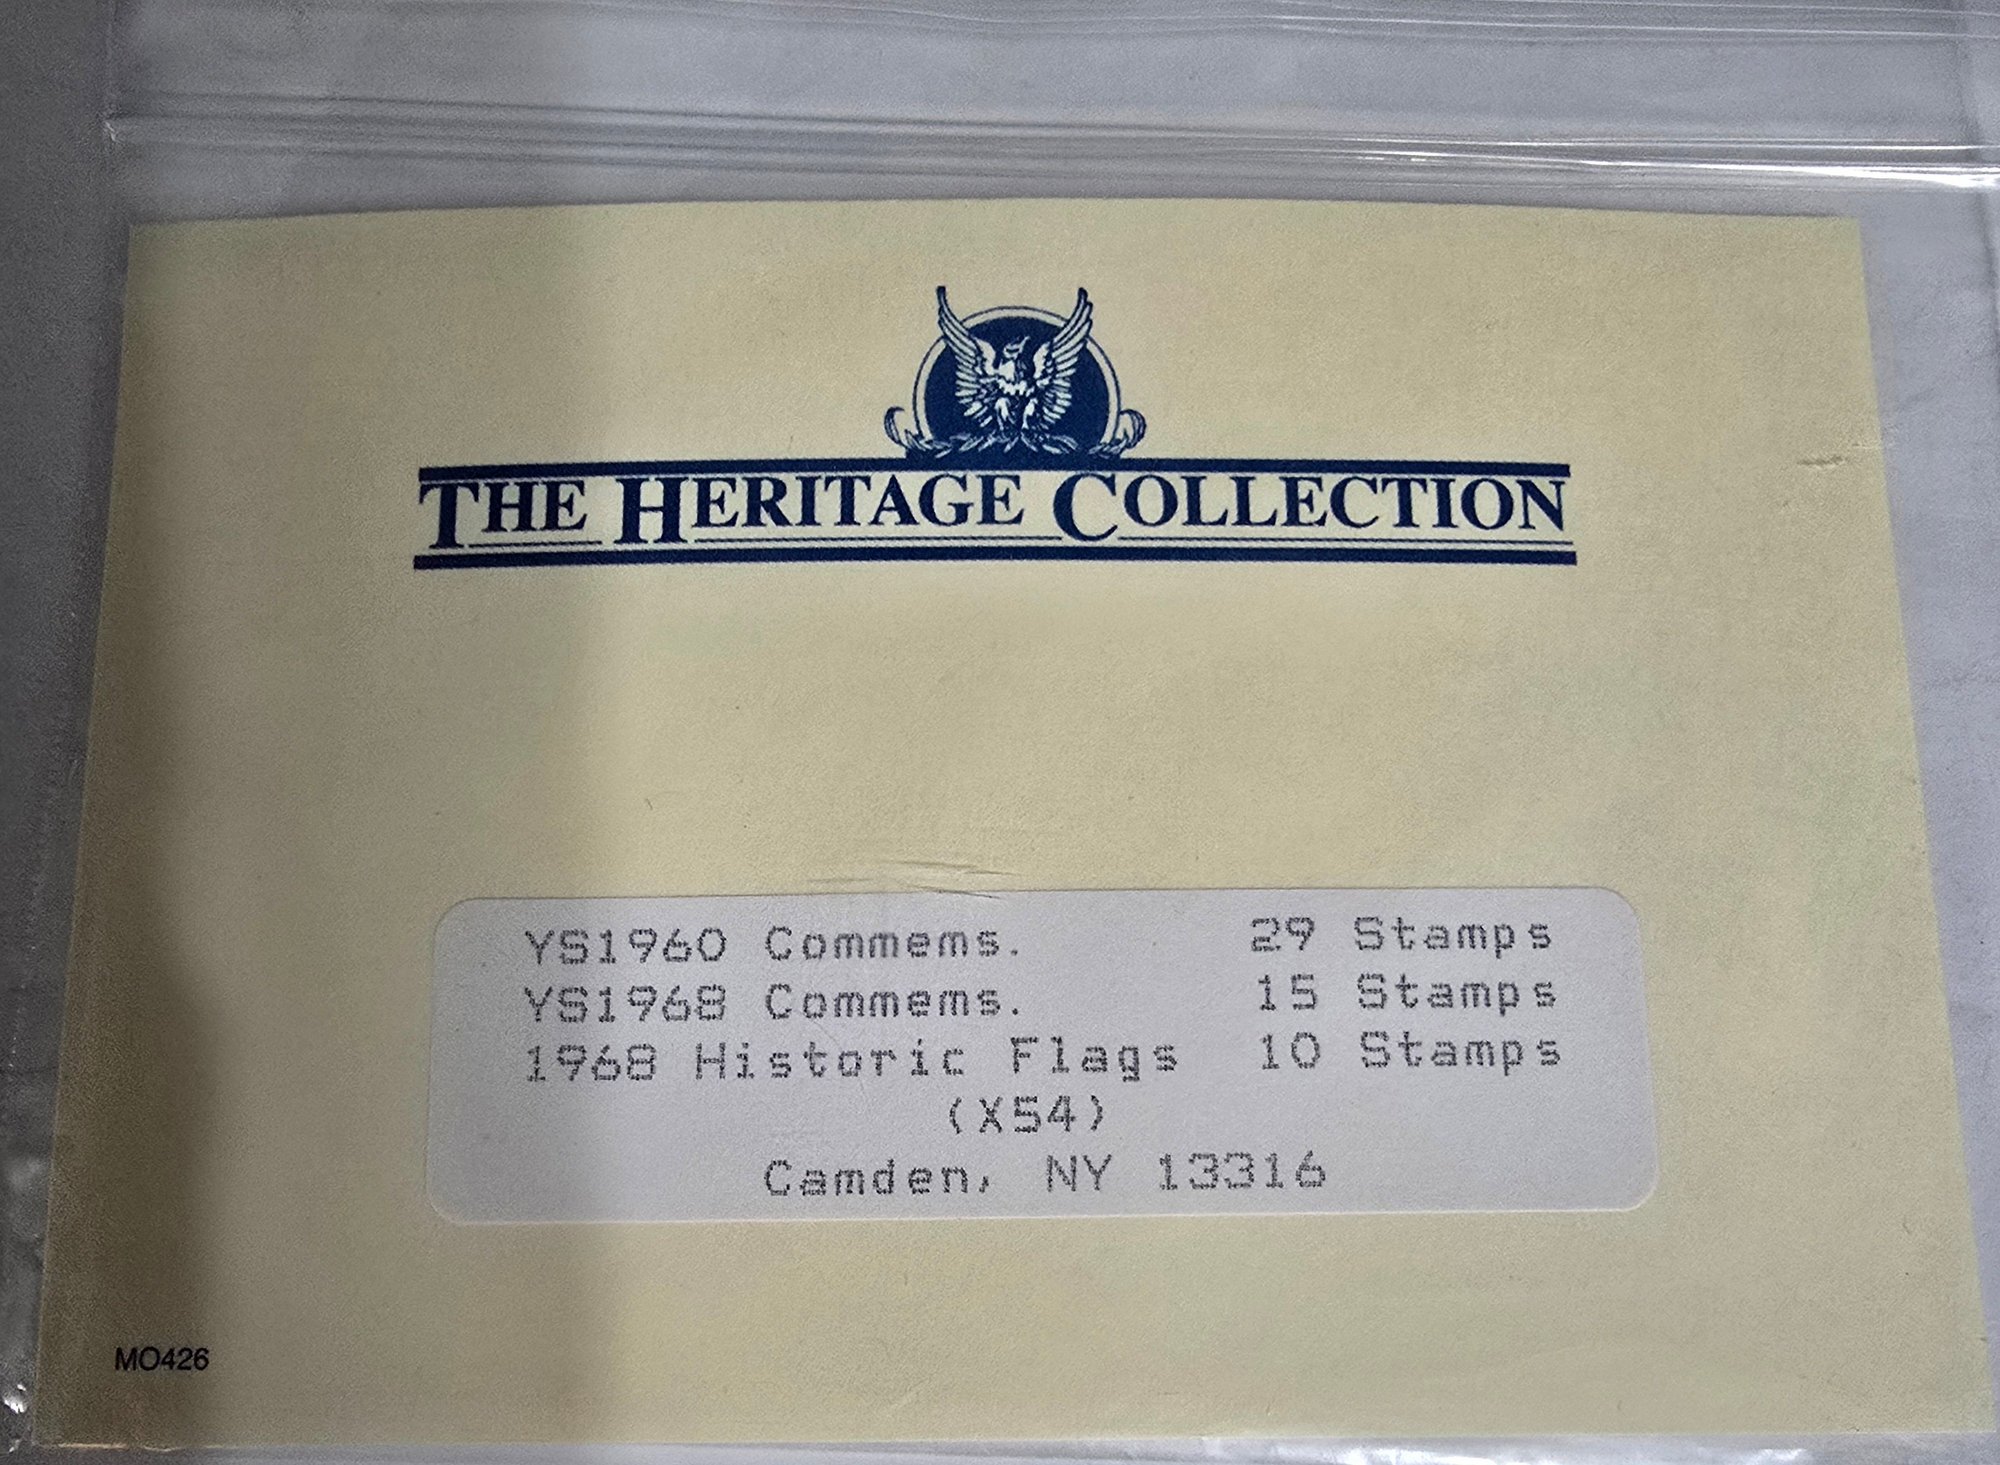 THE HERITAGE COLLECTION
YS1960 Commems. 29 Stamps
YS1968 Commems. 15 Stamps
1968 Historic Flags 10 Stamps
(X54)
Camden, NY 13316
MO426